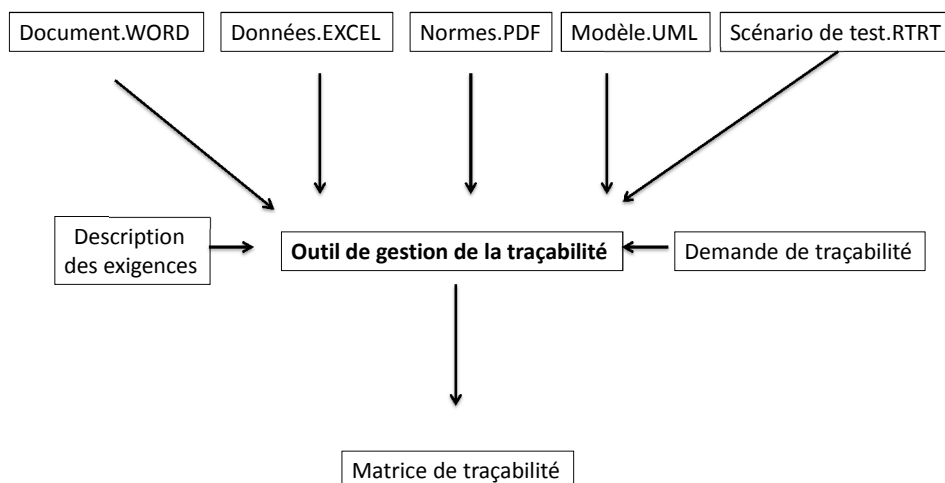 Document.WORD
Données.EXCEL
Normes.PDF
Modèle.UML
Scénario de test.RTRT
Description
des exigences
Outil de gestion de la traçabilité
Demande de traçabilité
Matrice de traçabilité